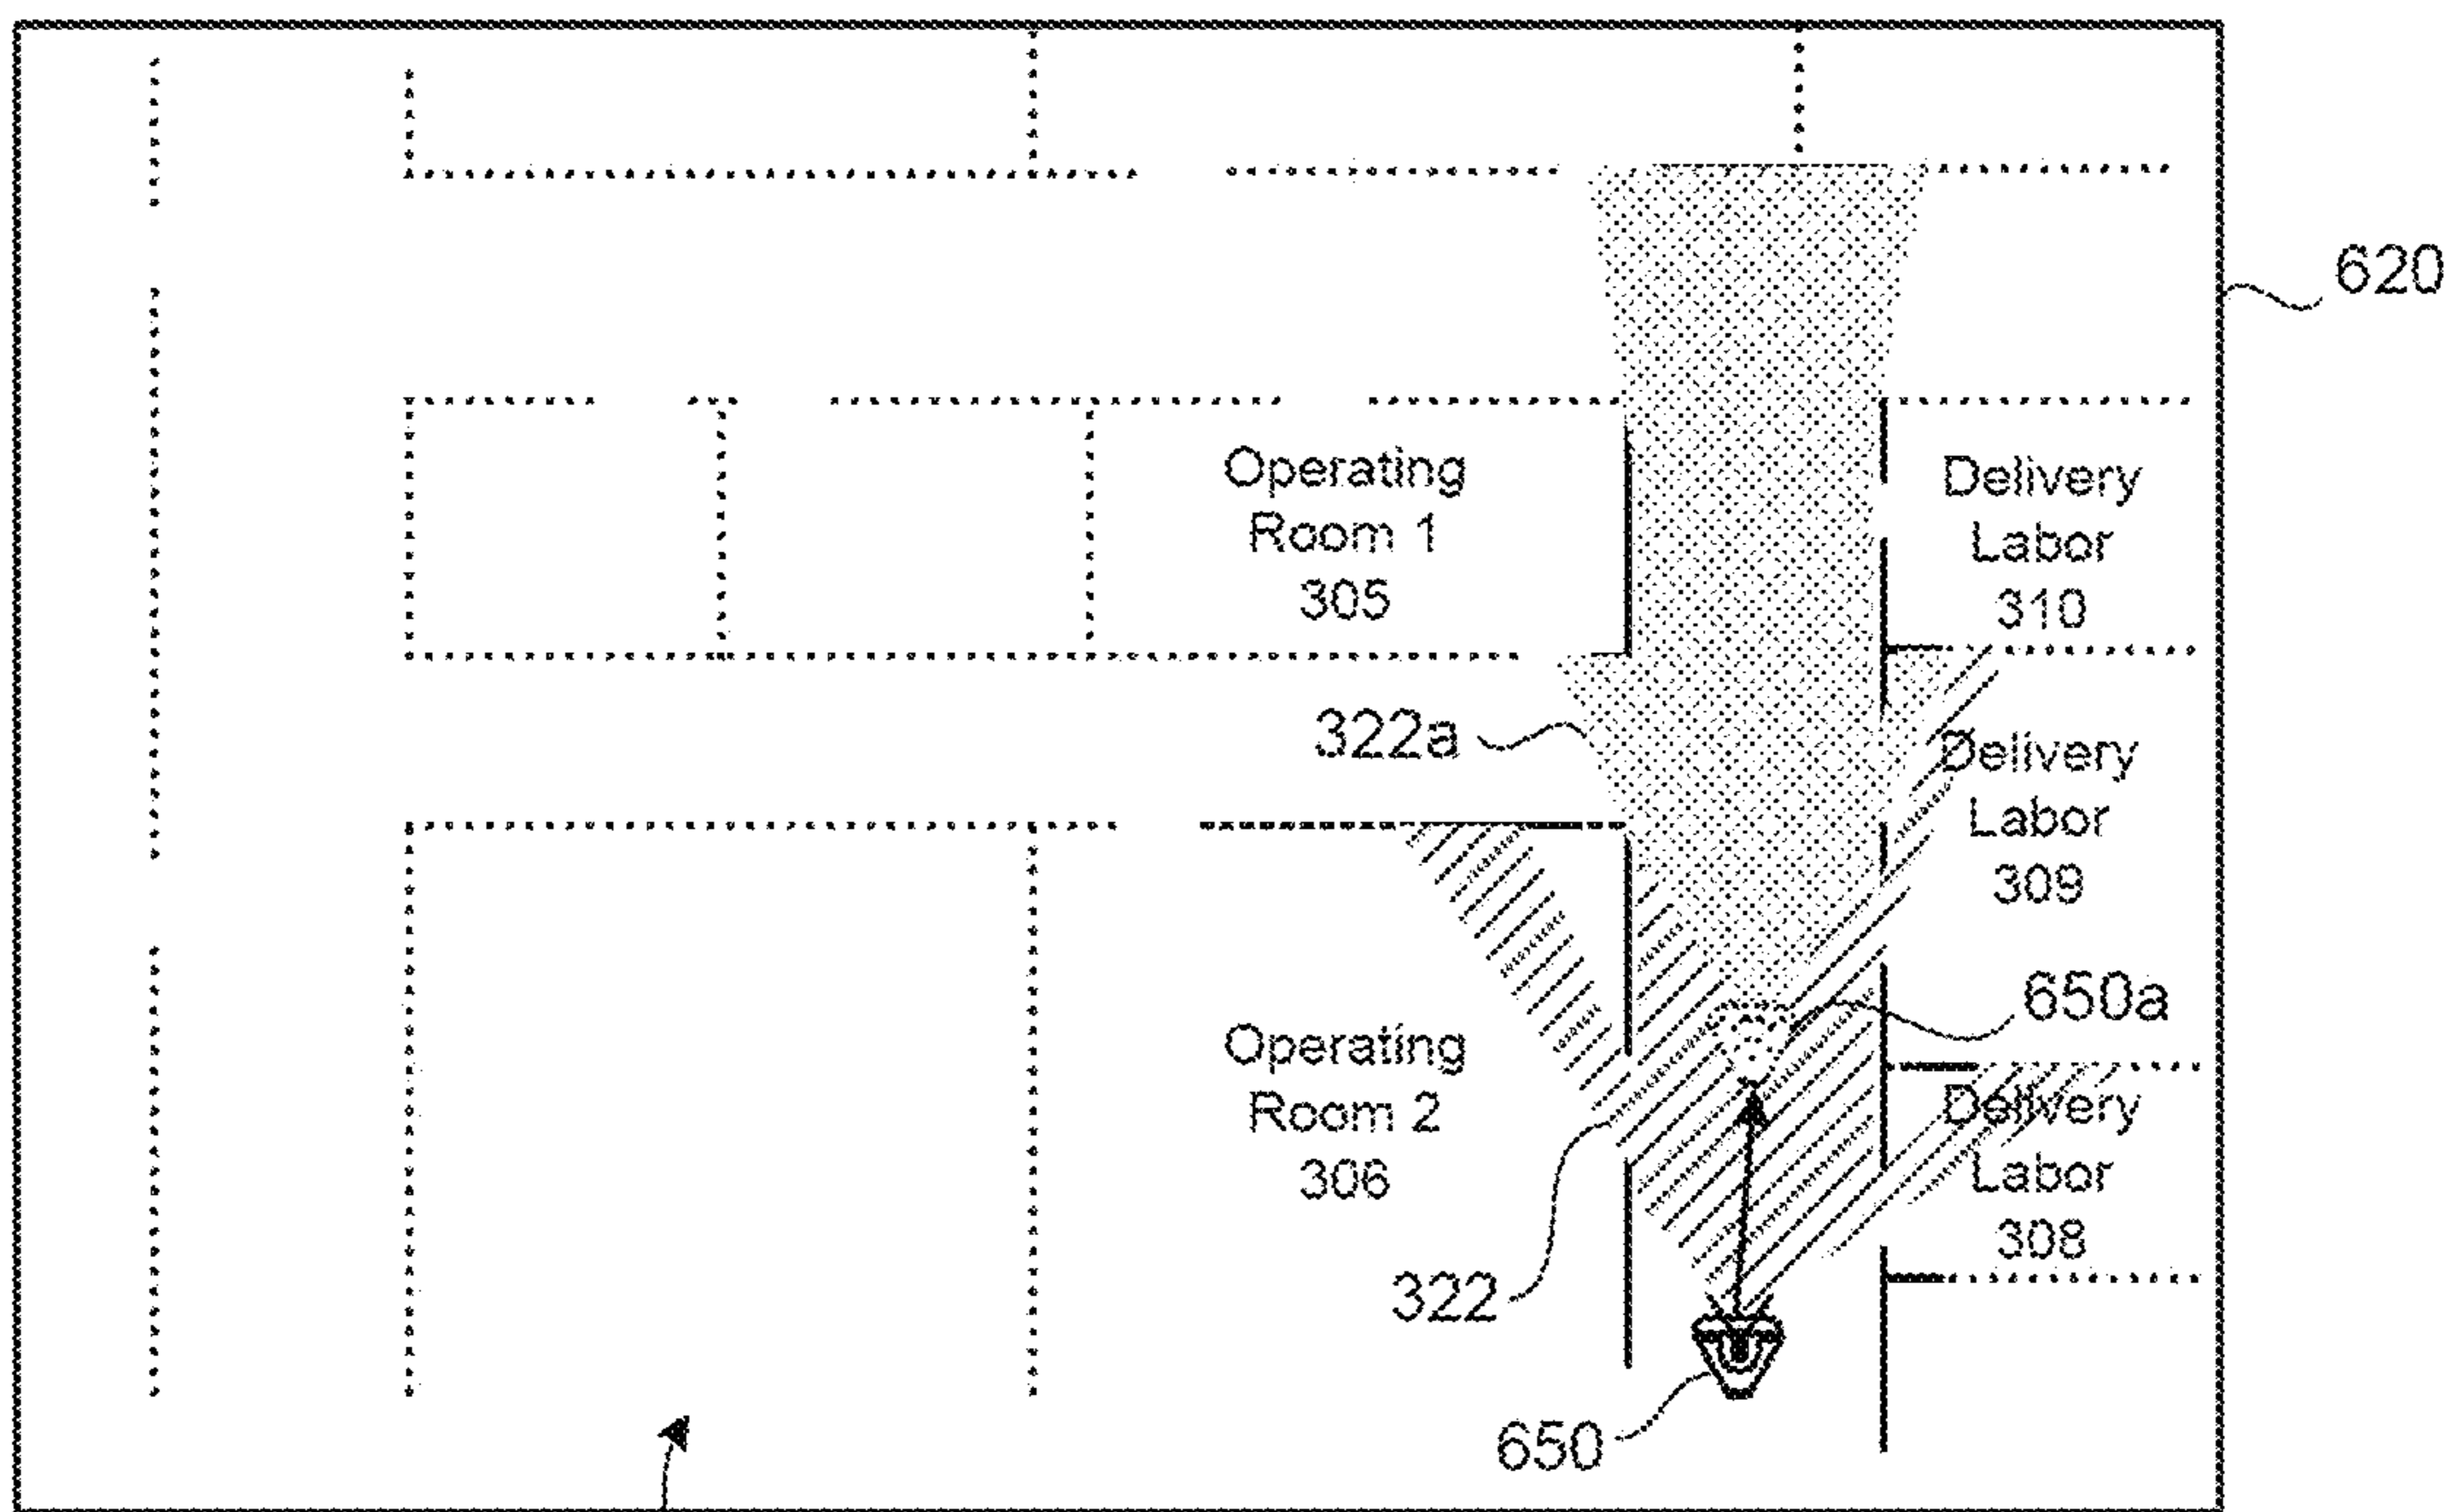 620
Operating
Room 1
305
Delivery
Labor
310
322a
Delivery
Labor
309
650a
Operating
Room 2
306
Delivery
Labor
308
322
650